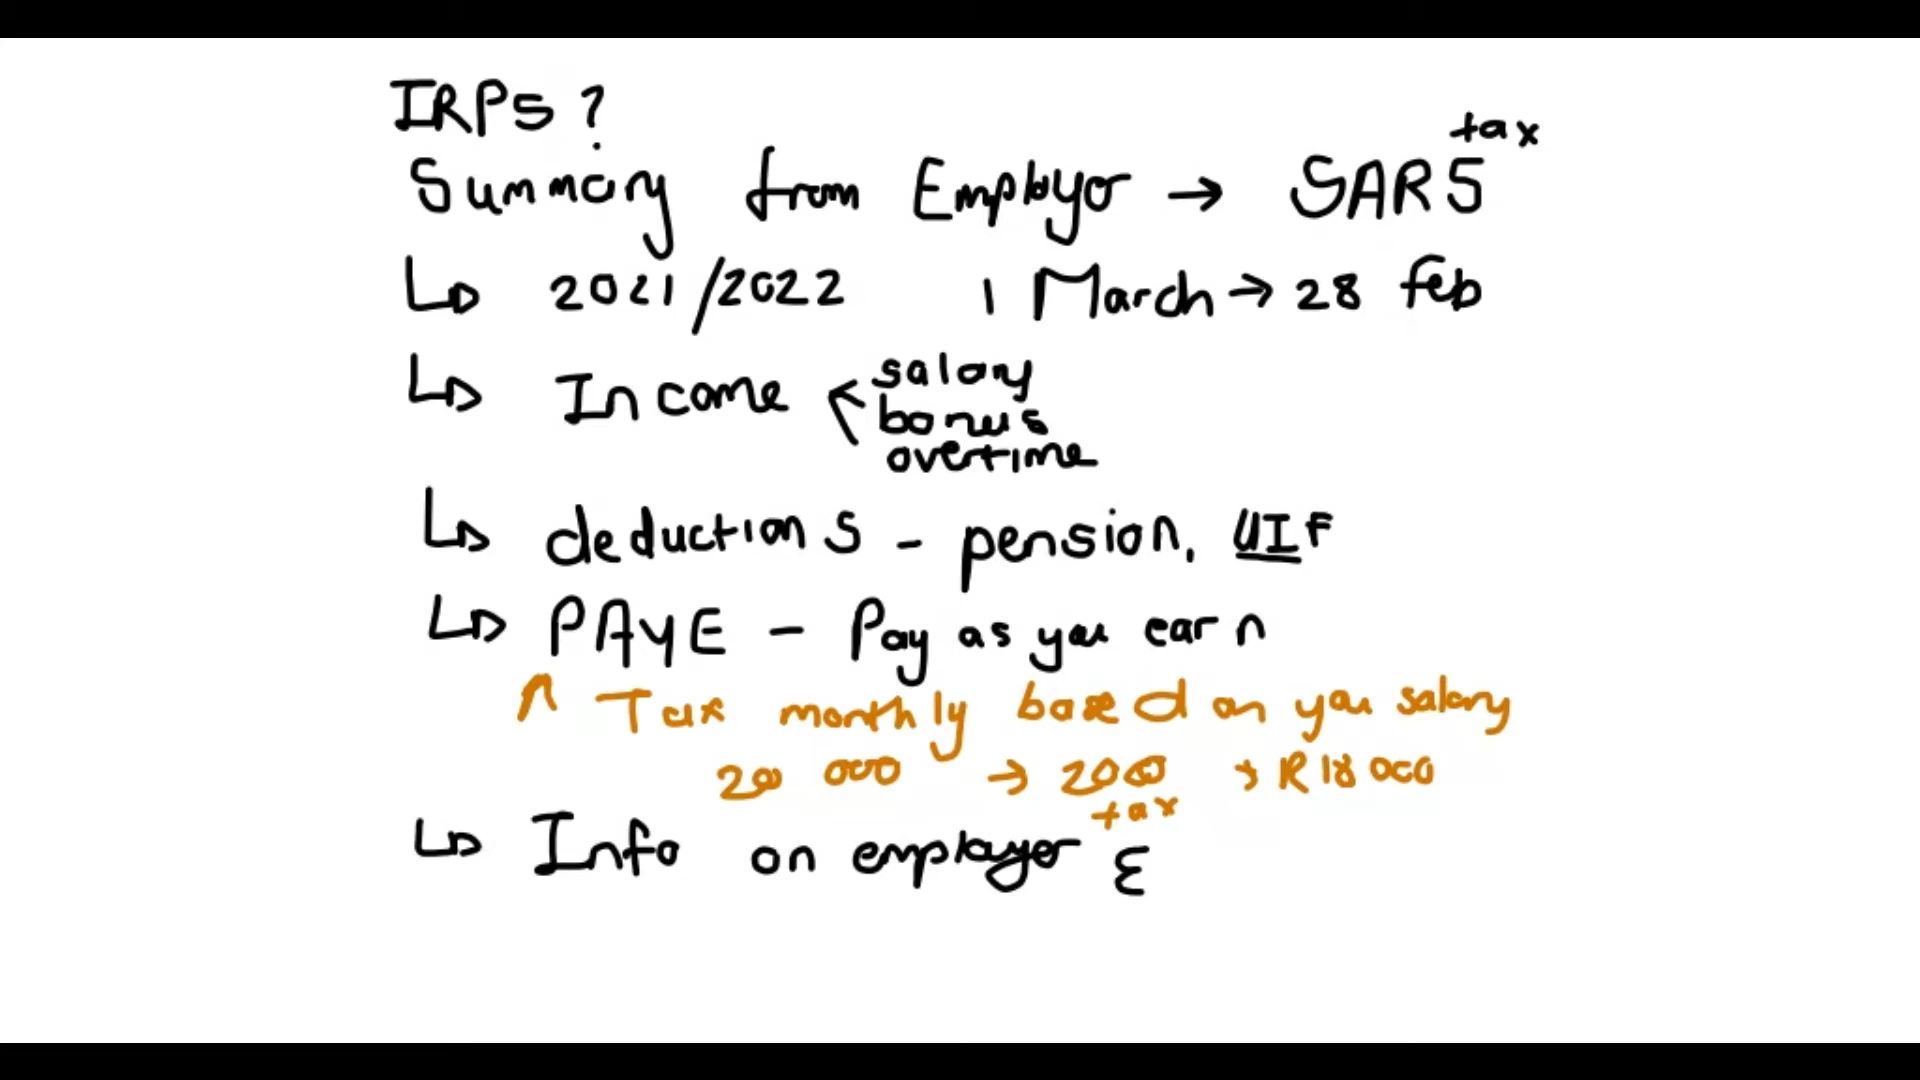 IRP5 ?
tax
Summary from Employor → SARS
↳ 2021/2022 1 March → 28 feb
↳ Income < salary
bonus
overtime
↳ deductions - pension, UIF
↳ PAYE - Pay as you earn
↑ Tax monthly based on you salary
20 000 → 2000 → R18 000
tax
↳ Info on employer &